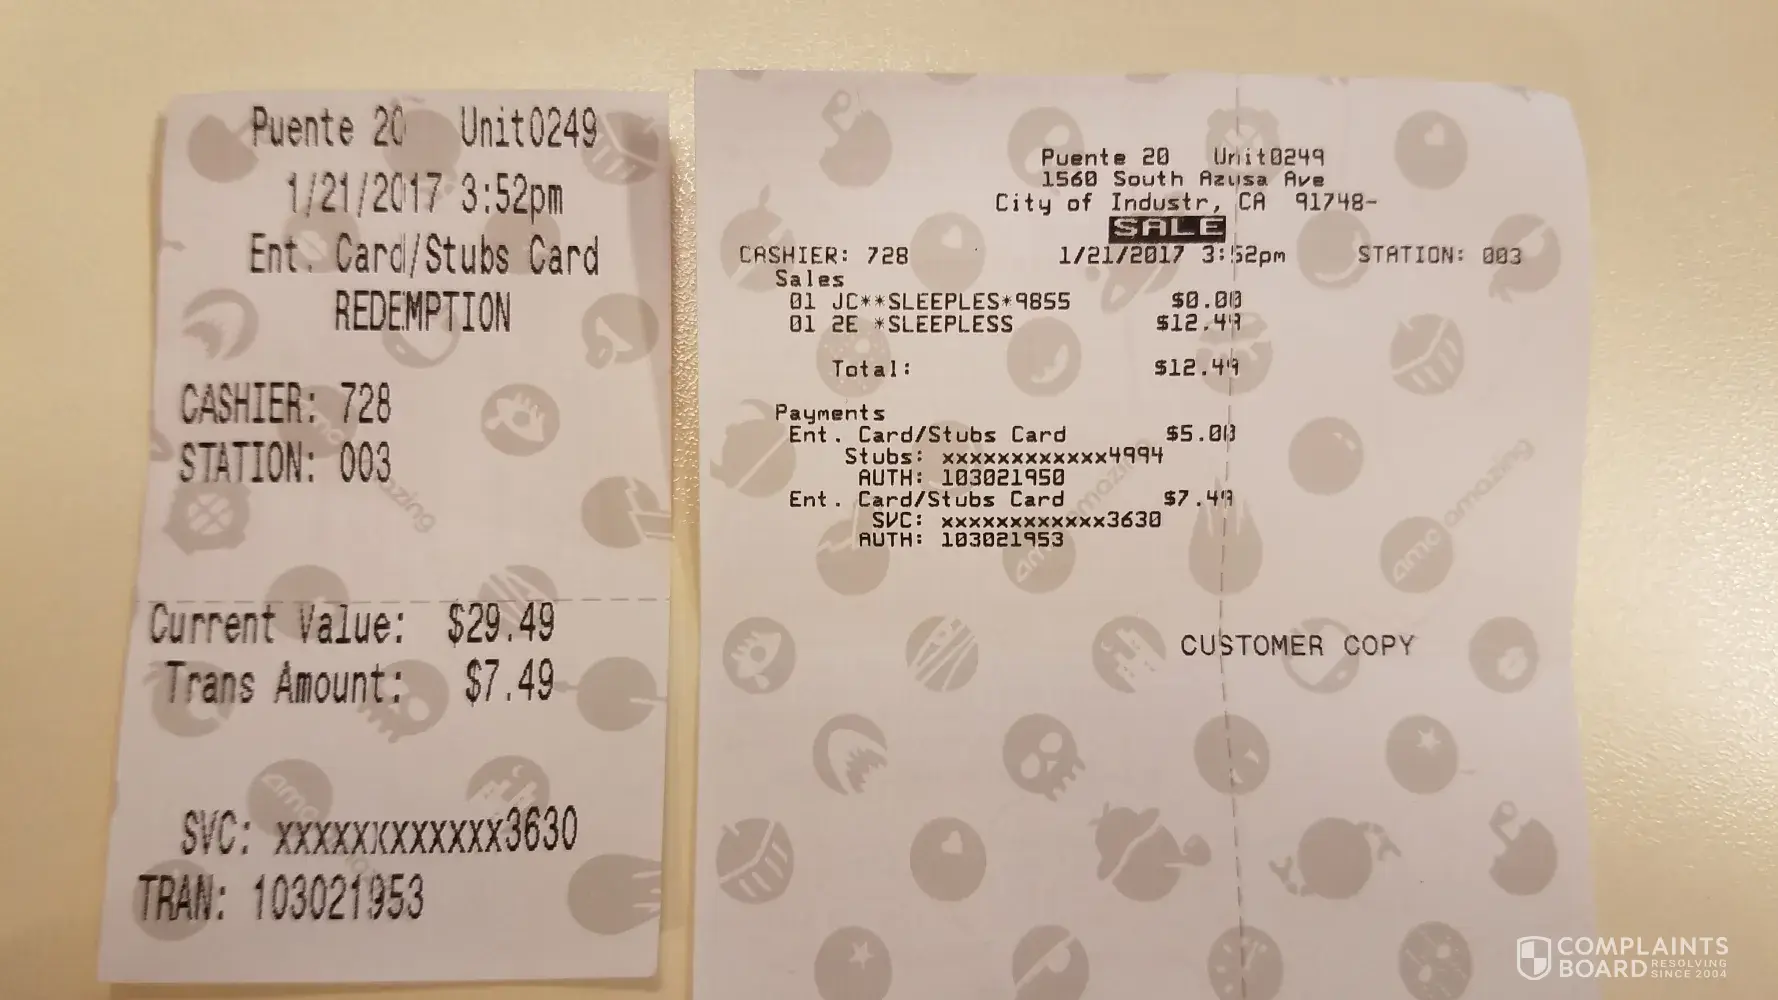 Puente 20 Unit0249
1/21/2017 3:52pm
Ent. Card/Stubs Card
REDEMPTION
CASHIER: 728
STATION: 003
Current Value: $29.49
Trans Amount: $7.49
SVC: xxxxxxxxxxxx3630
TRAN: 103021953
Puente 20 Unit0249
1560 South Azusa Ave
City of Industr, CA 91748-
SALE
CASHIER: 728 1/21/2017 3:52pm STATION: 003
Sales
01 JC**SLEEPLES*9855 $0.00
01 2E *SLEEPLESS $12.49
Total: $12.49
Payments
Ent. Card/Stubs Card $5.00
Stubs: xxxxxxxxxxxx4994
AUTH: 103021950
Ent. Card/Stubs Card $7.49
SVC: xxxxxxxxxxxx3630
AUTH: 103021953
CUSTOMER COPY
amc amazing
COMPLAINTS
BOARD RESOLVING SINCE 2004